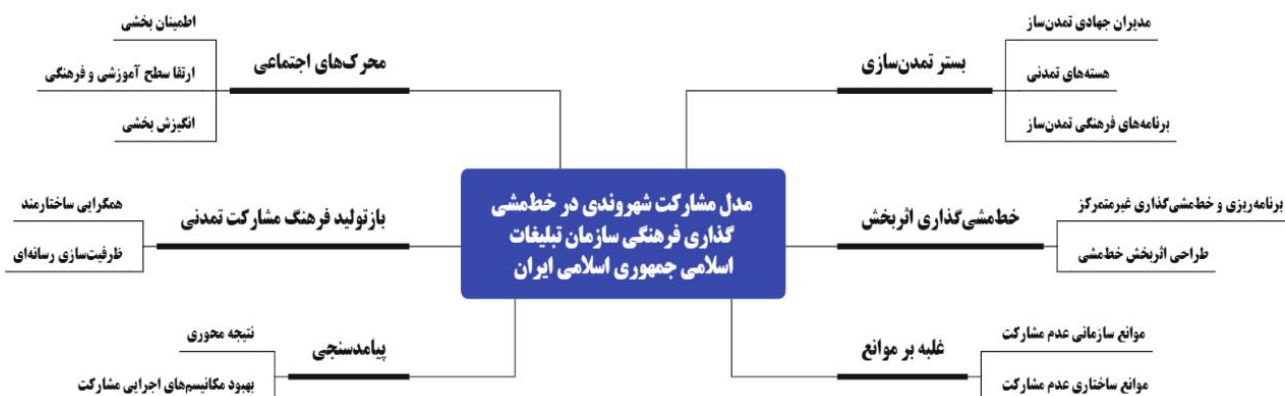 مدل مشارکت شهروندی در خط‌مشی
گذاری فرهنگی سازمان تبلیغات
اسلامی جمهوری اسلامی ایران
بستر تمدن‌سازی
مدیران جهادی تمدن‌ساز
هسته‌های تمدنی
برنامه‌های فرهنگی تمدن‌ساز
خط‌مشی‌گذاری اثربخش
برنامه‌ریزی و خط‌مشی‌گذاری غیرمتمرکز
طراحی اثربخش خط‌مشی
غلبه بر موانع
موانع سازمانی عدم مشارکت
موانع ساختاری عدم مشارکت
محرک‌های اجتماعی
اطمینان بخشی
ارتقا سطح آموزشی و فرهنگی
انگیزش بخشی
بازتولید فرهنگ مشارکت تمدنی
همگرایی ساختارمند
ظرفیت‌سازی رسانه‌ای
پیامدسنجی
نتیجه محوری
بهبود مکانیسم‌های اجرایی مشارکت